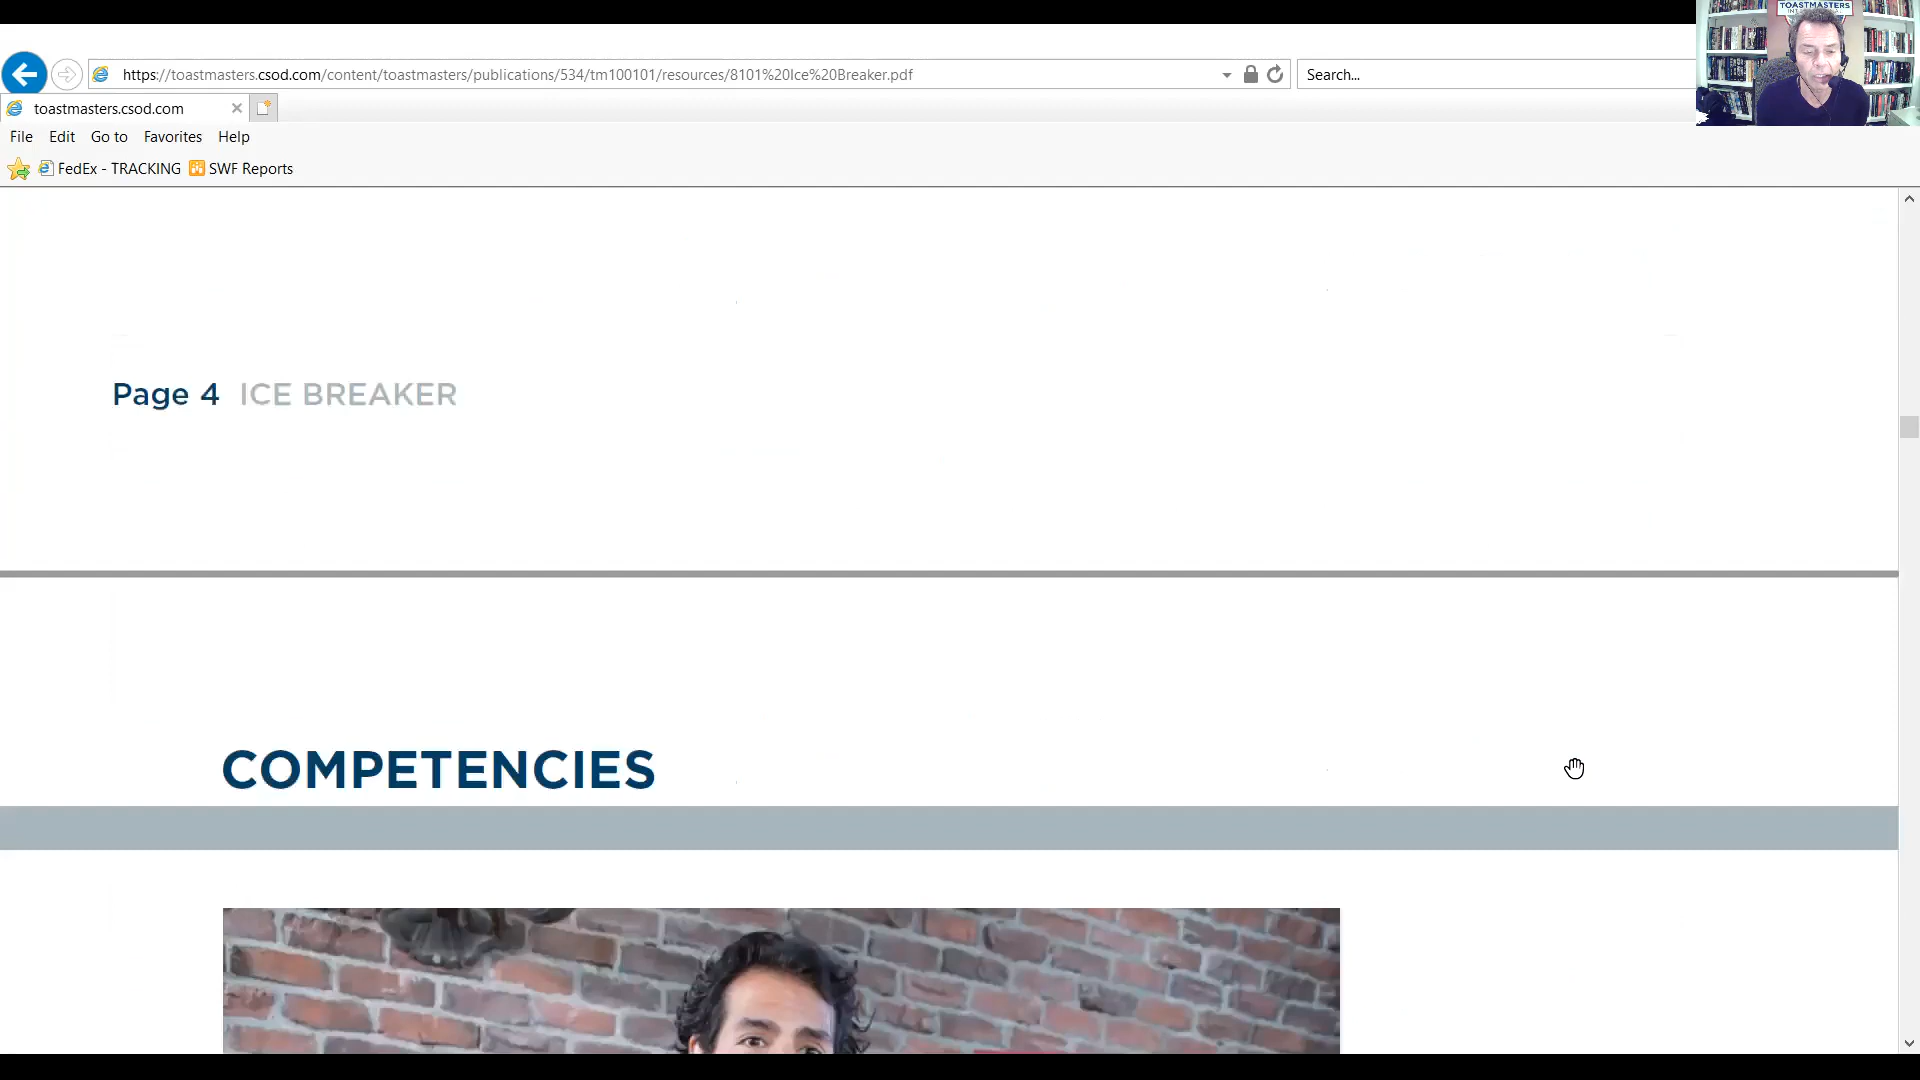 TOASTMASTERS
https://toastmasters.csod.com/content/toastmasters/publications/534/tm100101/resources/8101%20Ice%20Breaker.pdf
Search...
toastmasters.csod.com
File Edit Go to Favorites Help
FedEx - TRACKING SWF Reports
Page 4 ICE BREAKER
COMPETENCIES